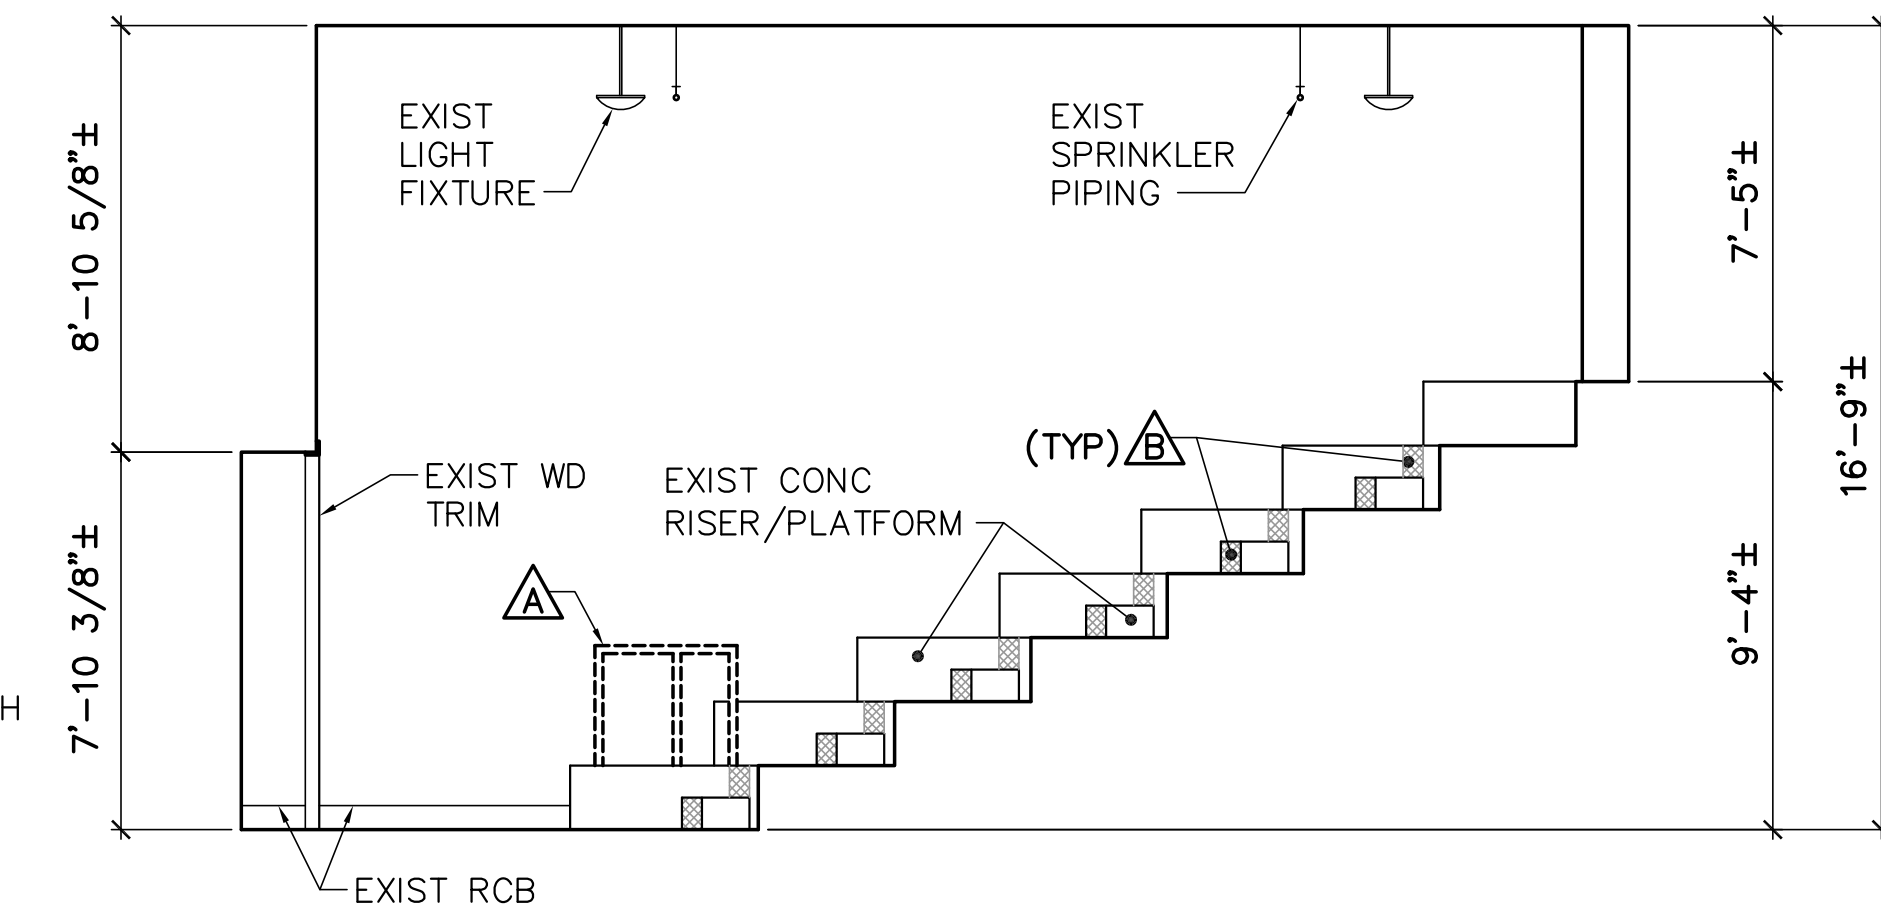 EXIST
LIGHT
FIXTURE
EXIST
SPRINKLER
PIPING
8'-10 5/8"±
7'-5"±
16'-9"±
(TYP) B
EXIST WD
TRIM
EXIST CONC
RISER/PLATFORM
A
7'-10 3/8"±
9'-4"±
H
EXIST RCB